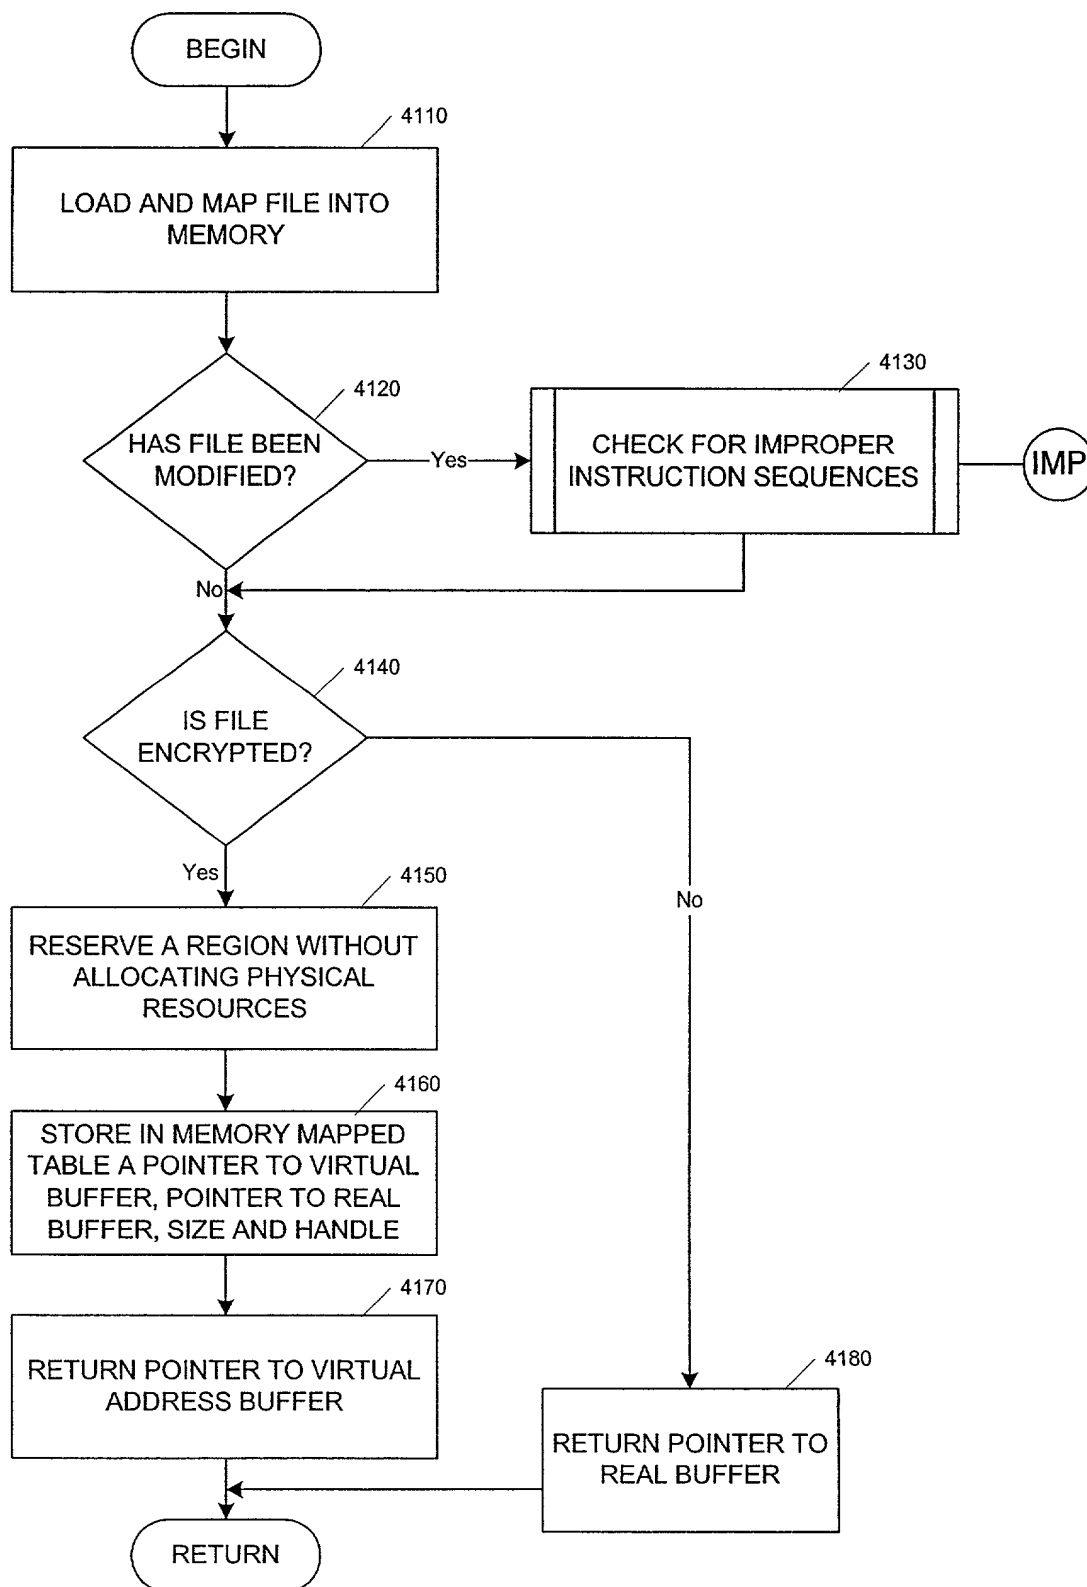 BEGIN
4110
LOAD AND MAP FILE INTO
MEMORY
4120
HAS FILE BEEN
MODIFIED?
Yes
4130
CHECK FOR IMPROPER
INSTRUCTION SEQUENCES
IMP
No
4140
IS FILE
ENCRYPTED?
Yes
No
4150
RESERVE A REGION WITHOUT
ALLOCATING PHYSICAL
RESOURCES
4160
STORE IN MEMORY MAPPED
TABLE A POINTER TO VIRTUAL
BUFFER, POINTER TO REAL
BUFFER, SIZE AND HANDLE
4170
RETURN POINTER TO VIRTUAL
ADDRESS BUFFER
4180
RETURN POINTER TO
REAL BUFFER
RETURN